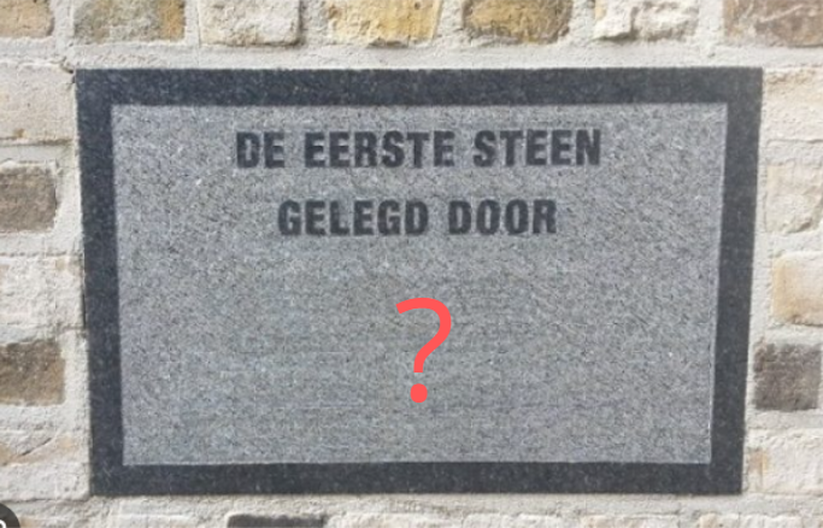 DE EERSTE STEEN
GELEGD DOOR
?